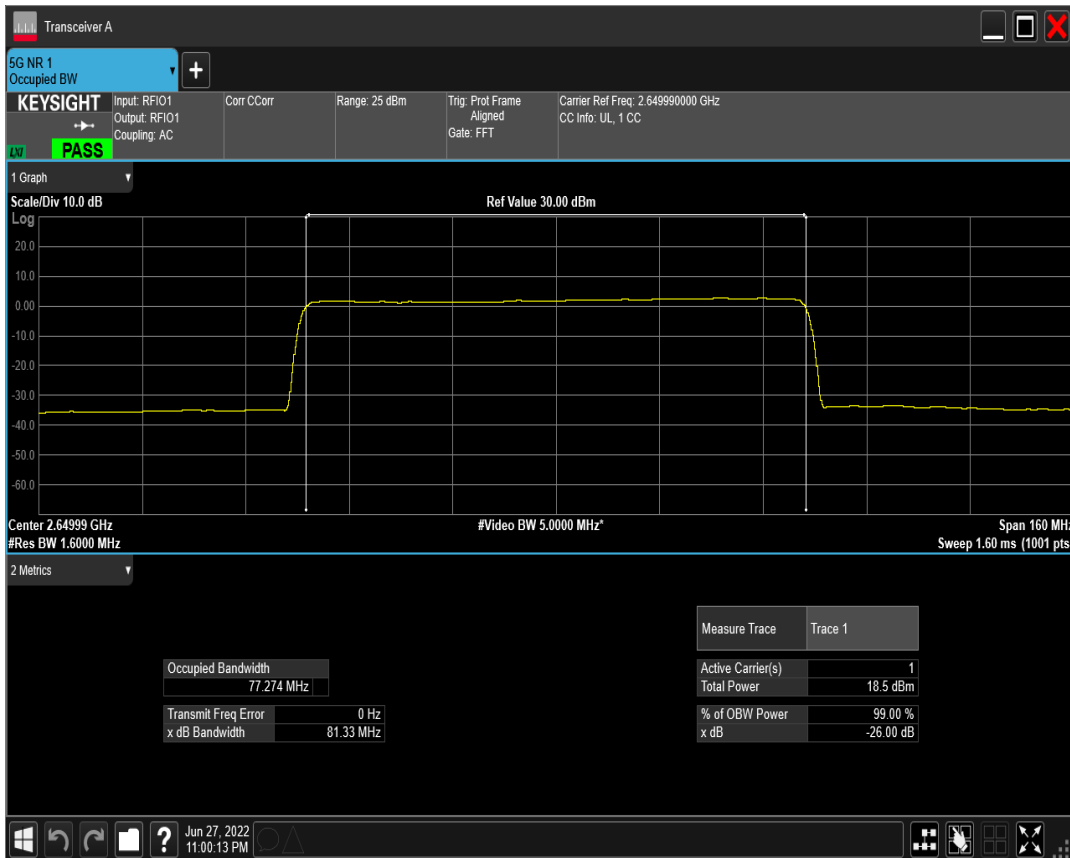 Transceiver A
5G NR 1
Occupied BW
+
KEYSIGHT
LXI
PASS
Input: RFIO1
Output: RFIO1
Coupling: AC
Corr CCorr
Range: 25 dBm
Trig: Prot Frame
Aligned
Gate: FFT
Carrier Ref Freq: 2.649990000 GHz
CC Info: UL, 1 CC
1 Graph
Scale/Div 10.0 dB
Ref Value 30.00 dBm
Log
20.0
10.0
0.00
-10.0
-20.0
-30.0
-40.0
-50.0
-60.0
Center 2.64999 GHz
#Video BW 5.0000 MHz*
Span 160 MHz
#Res BW 1.6000 MHz
Sweep 1.60 ms (1001 pts
2 Metrics
Measure Trace Trace 1
Occupied Bandwidth
77.274 MHz
Active Carrier(s) 1
Total Power 18.5 dBm
Transmit Freq Error 0 Hz
x dB Bandwidth 81.33 MHz
% of OBW Power 99.00 %
x dB -26.00 dB
?
Jun 27, 2022
11:00:13 PM